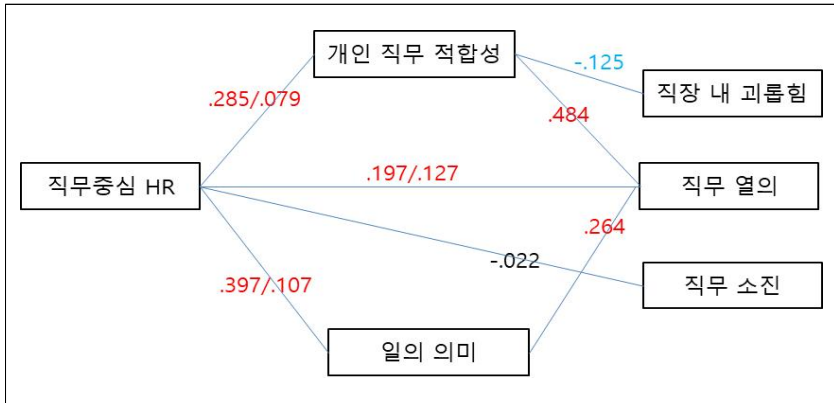 개인 직무 적합성
-.125
직장 내 괴롭힘
.285/.079
.484
직무중심 HR
.197/.127
직무 열의
.264
-.022
직무 소진
.397/.107
일의 의미